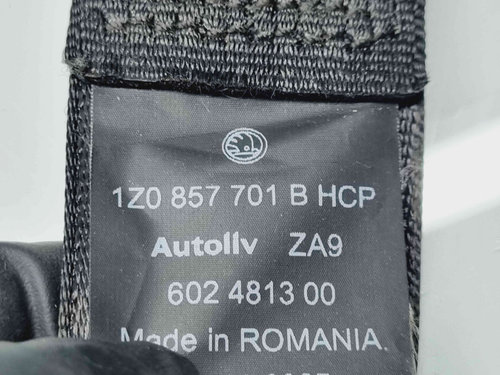 1Z0 857 701 B HCP
Autoliv ZA9
602 4813 00
Made in ROMANIA